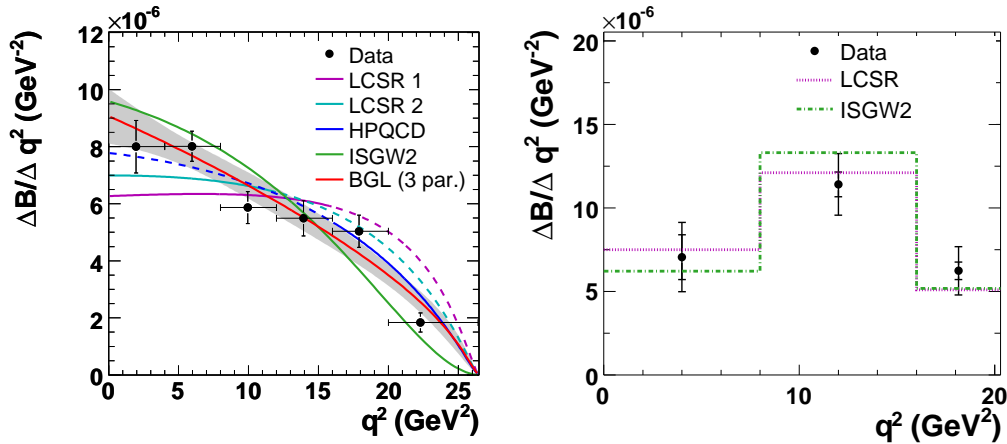 ×10⁻⁶
ΔB/Δ q² (GeV⁻²)
12
10
8
6
4
2
0
Data
LCSR 1
LCSR 2
HPQCD
ISGW2
BGL (3 par.)
0 5 10 15 20 25
q² (GeV²)
×10⁻⁶
ΔB/Δ q² (GeV⁻²)
20
15
10
5
0
Data
LCSR
ISGW2
10 20
q² (GeV²)